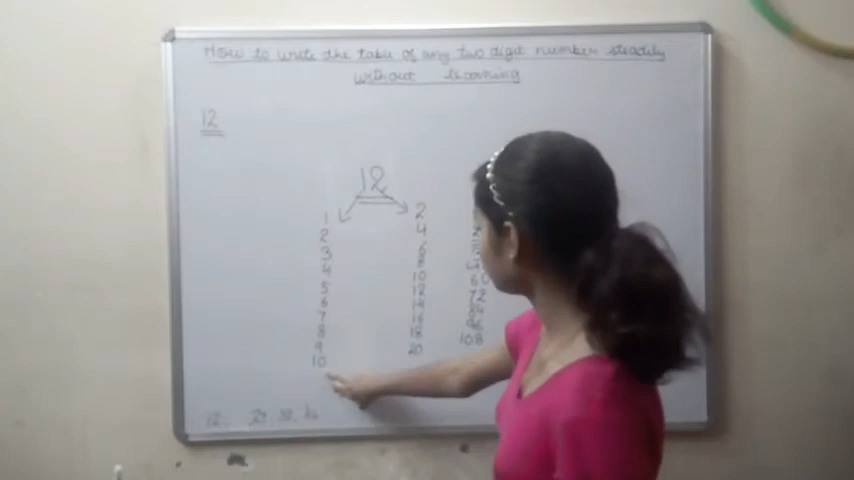 How to write the table of any two digit number steadily
without learning
12
12
1 2
2 4
3 6
4 8
5 10 60
6 12 72
7 14 84
8 16 96
9 18 108
10 20
12